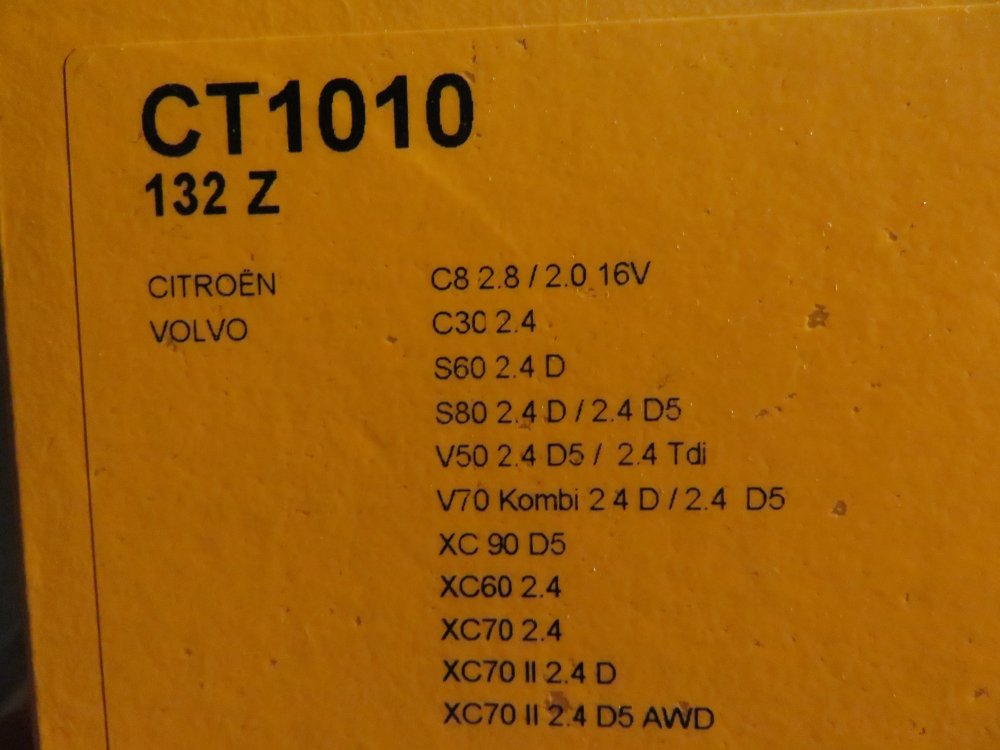 CT1010
132 Z
CITROËN C8 2.8 / 2.0 16V
VOLVO C30 2.4
S60 2.4 D
S80 2.4 D / 2.4 D5
V50 2.4 D5 / 2.4 Tdi
V70 Kombi 2 4 D / 2.4 D5
XC 90 D5
XC60 2.4
XC70 2.4
XC70 II 2.4 D
XC70 II 2.4 D5 AWD